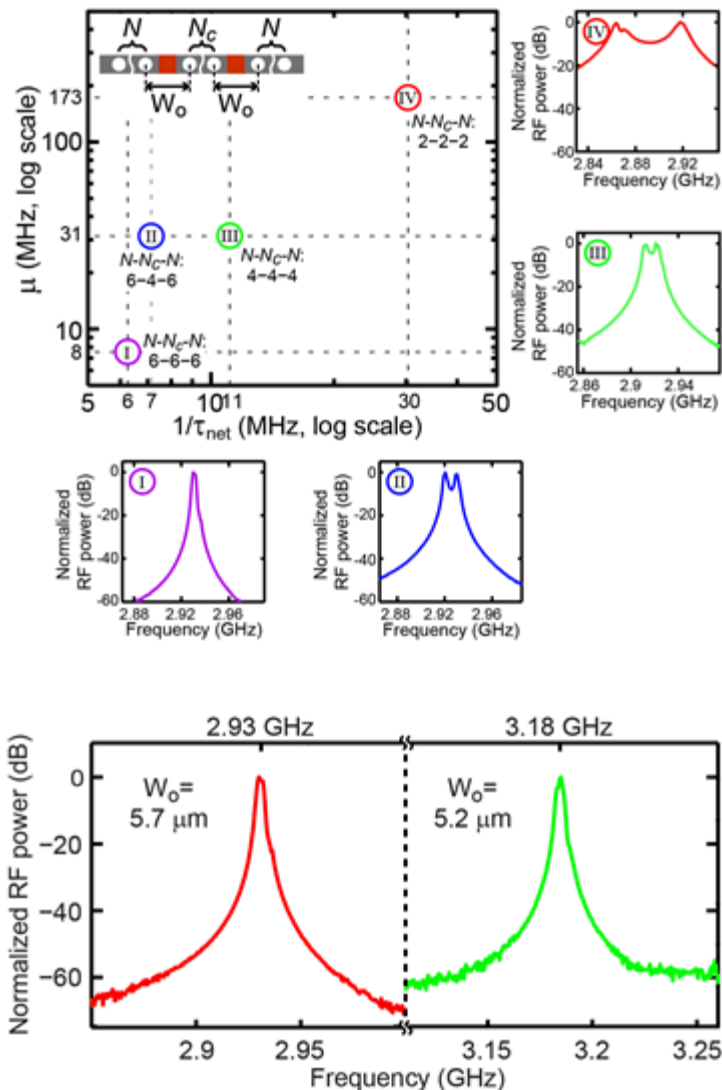 N N_c N
W_o W_o
μ (MHz, log scale)
173
100
31
10
8
IV
N-N_C-N:
2-2-2
II
III
N-N_C-N:
6-4-6
N-N_C-N:
4-4-4
I
N-N_C-N:
6-6-6
5 6 7 10 11 30 50
1/τ_net (MHz, log scale)
Normalized
RF power (dB)
0
-20
-40
-60
IV
2.84 2.88 2.92
Frequency (GHz)
Normalized
RF power (dB)
0
-20
-40
-60
III
2.86 2.9 2.94
Frequency (GHz)
Normalized
RF power (dB)
0
-20
-40
-60
I
2.88 2.92 2.96
Frequency (GHz)
Normalized
RF power (dB)
0
-20
-40
-60
II
2.88 2.92 2.96
Frequency (GHz)
2.93 GHz 3.18 GHz
Normalized RF power (dB)
0
−20
−40
−60
W_o=
5.7 μm
W_o=
5.2 μm
2.9 2.95 3.15 3.2 3.25
Frequency (GHz)